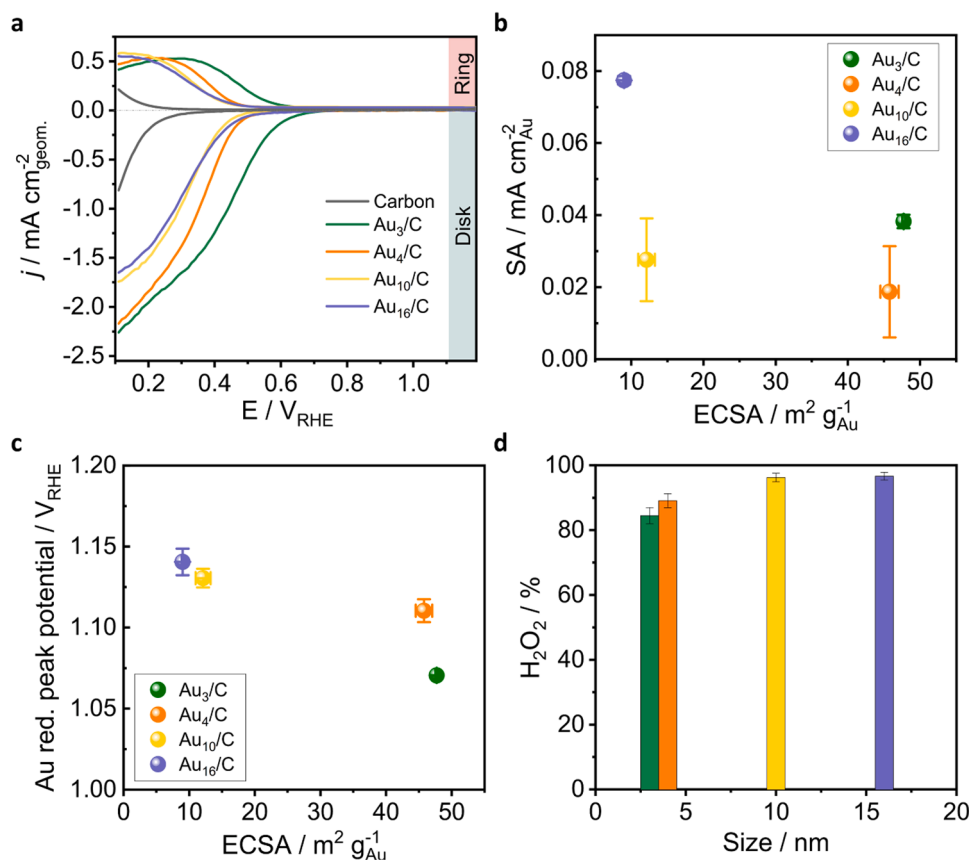 a
0.5
0.0
-0.5
-1.0
-1.5
-2.0
-2.5
j / mA cm⁻²geom.
Ring
Disk
Carbon
Au₃/C
Au₄/C
Au₁₀/C
Au₁₆/C
0.2 0.4 0.6 0.8 1.0
E / V_RHE
b
0.08
0.06
0.04
0.02
0.00
SA / mA cm⁻²Au
Au₃/C
Au₄/C
Au₁₀/C
Au₁₆/C
10 20 30 40 50
ECSA / m² g⁻¹Au
c
1.20
1.15
1.10
1.05
1.00
Au red. peak potential / V_RHE
Au₃/C
Au₄/C
Au₁₀/C
Au₁₆/C
0 10 20 30 40 50
ECSA / m² g⁻¹Au
d
100
80
60
40
20
0
H₂O₂ / %
0 5 10 15 20
Size / nm